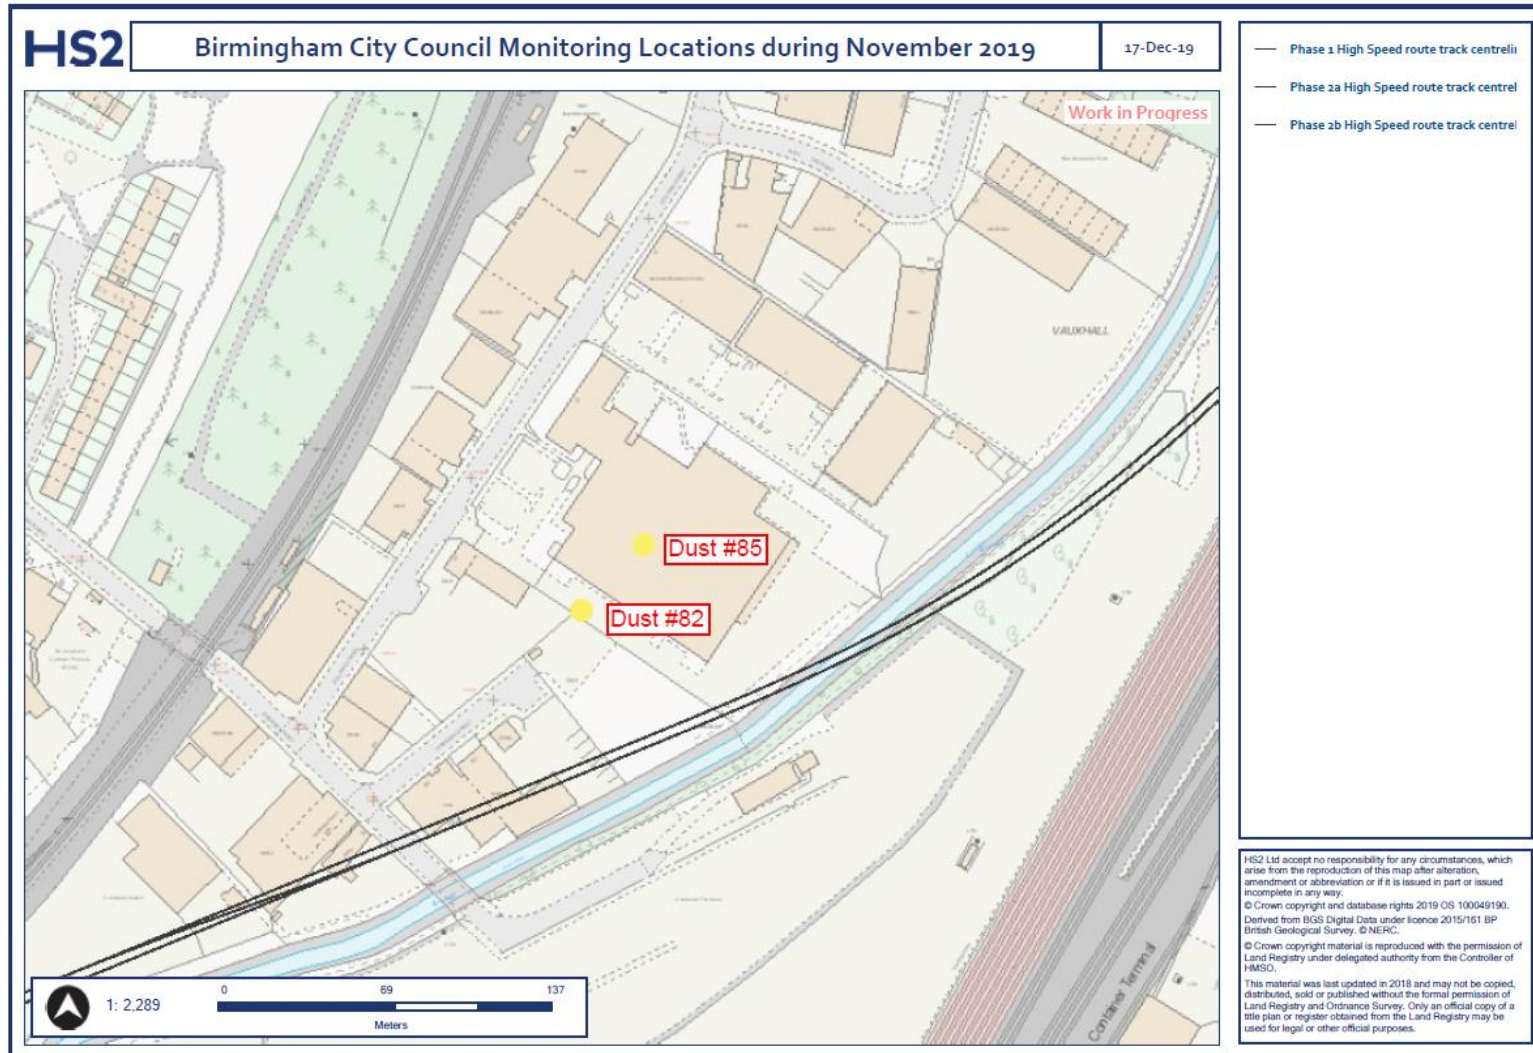 HS2
Birmingham City Council Monitoring Locations during November 2019
17-Dec-19
Work in Progress
VAUXHALL
Dust #85
Dust #82
Container Terminal
1: 2,289
0 69 137
Meters
Phase 1 High Speed route track centrelin
Phase 2a High Speed route track centrel
Phase 2b High Speed route track centrel
HS2 Ltd accept no responsibility for any circumstances, which
arise from the reproduction of this map after alteration,
amendment or abbreviation or if it is issued in part or issued
incomplete in any way.
© Crown copyright and database rights 2019 OS 100049190.
Derived from BGS Digital Data under licence 2015/161 BP
British Geological Survey. © NERC.
© Crown copyright material is reproduced with the permission of
Land Registry under delegated authority from the Controller of
HMSO.
This material was last updated in 2018 and may not be copied,
distributed, sold or published without the formal permission of
Land Registry and Ordnance Survey. Only an official copy of a
title plan or register obtained from the Land Registry may be
used for legal or other official purposes.